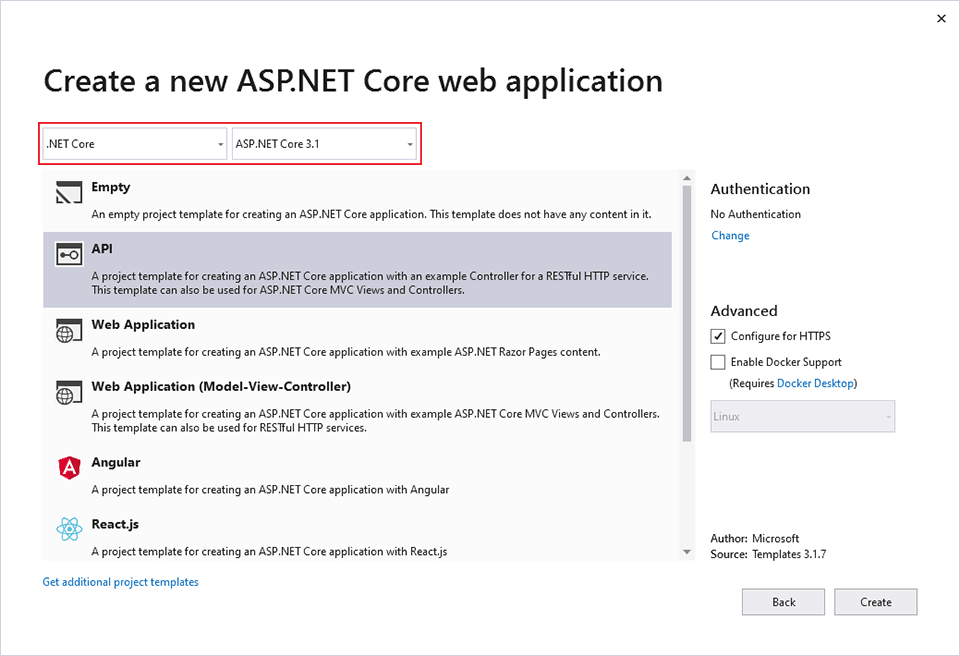 Create a new ASP.NET Core web application
.NET Core
ASP.NET Core 3.1
Empty
An empty project template for creating an ASP.NET Core application. This template does not have any content in it.
API
A project template for creating an ASP.NET Core application with an example Controller for a RESTful HTTP service.
This template can also be used for ASP.NET Core MVC Views and Controllers.
Web Application
A project template for creating an ASP.NET Core application with example ASP.NET Razor Pages content.
Web Application (Model-View-Controller)
A project template for creating an ASP.NET Core application with example ASP.NET Core MVC Views and Controllers.
This template can also be used for RESTful HTTP services.
Angular
A project template for creating an ASP.NET Core application with Angular
React.js
A project template for creating an ASP.NET Core application with React.js
Get additional project templates
Authentication
No Authentication
Change
Advanced
Configure for HTTPS
Enable Docker Support
(Requires Docker Desktop)
Linux
Author: Microsoft
Source: Templates 3.1.7
Back
Create